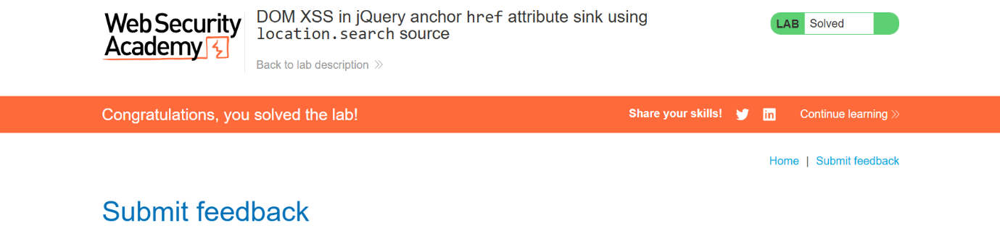 Web Security
Academy
DOM XSS in jQuery anchor href attribute sink using
location.search source
Back to lab description
LAB Solved
Congratulations, you solved the lab!
Share your skills!
Continue learning
Home | Submit feedback
Submit feedback